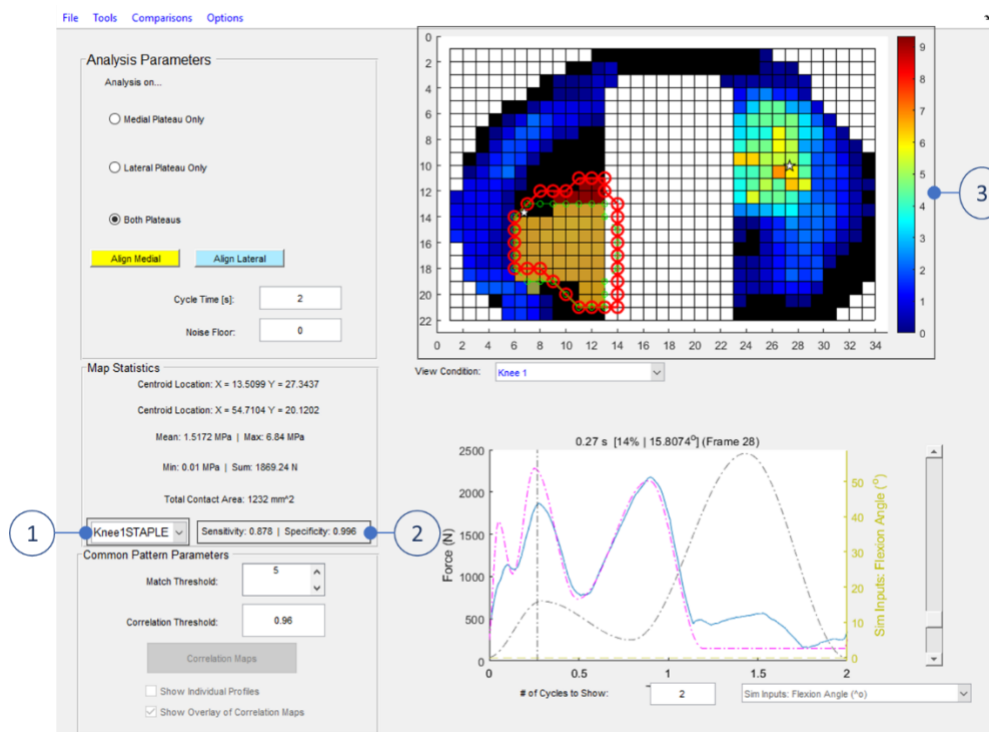 File Tools Comparisons Options
Analysis Parameters
Analysis on...
Medial Plateau Only
Lateral Plateau Only
Both Plateaus
Align Medial Align Lateral
Cycle Time [s]: 2
Noise Floor: 0
Map Statistics
Centroid Location: X = 13.5099 Y = 27.3437
Centroid Location: X = 54.7104 Y = 20.1202
Mean: 1.5172 MPa | Max: 6.84 MPa
Min: 0.01 MPa | Sum: 1869.24 N
Total Contact Area: 1232 mm^2
1
Knee1STAPLE
Sensitivity: 0.878 | Specificity: 0.996
2
Common Pattern Parameters
Match Threshold: 5
Correlation Threshold: 0.96
Correlation Maps
Show Individual Profiles
Show Overlay of Correlation Maps
0
2
4
6
8
10
12
14
16
18
20
22
0 2 4 6 8 10 12 14 16 18 20 22 24 26 28 30 32 34
9
8
7
6
5
4
3
2
1
0
3
View Condition: Knee 1
0.27 s [14% | 15.8074°] (Frame 28)
Force (N)
2500
2000
1500
1000
500
0
0 0.5 1 1.5 2
50
40
30
20
10
0
Sim Inputs: Flexion Angle (°)
# of Cycles to Show: 2
Sim Inputs: Flexion Angle (^o)